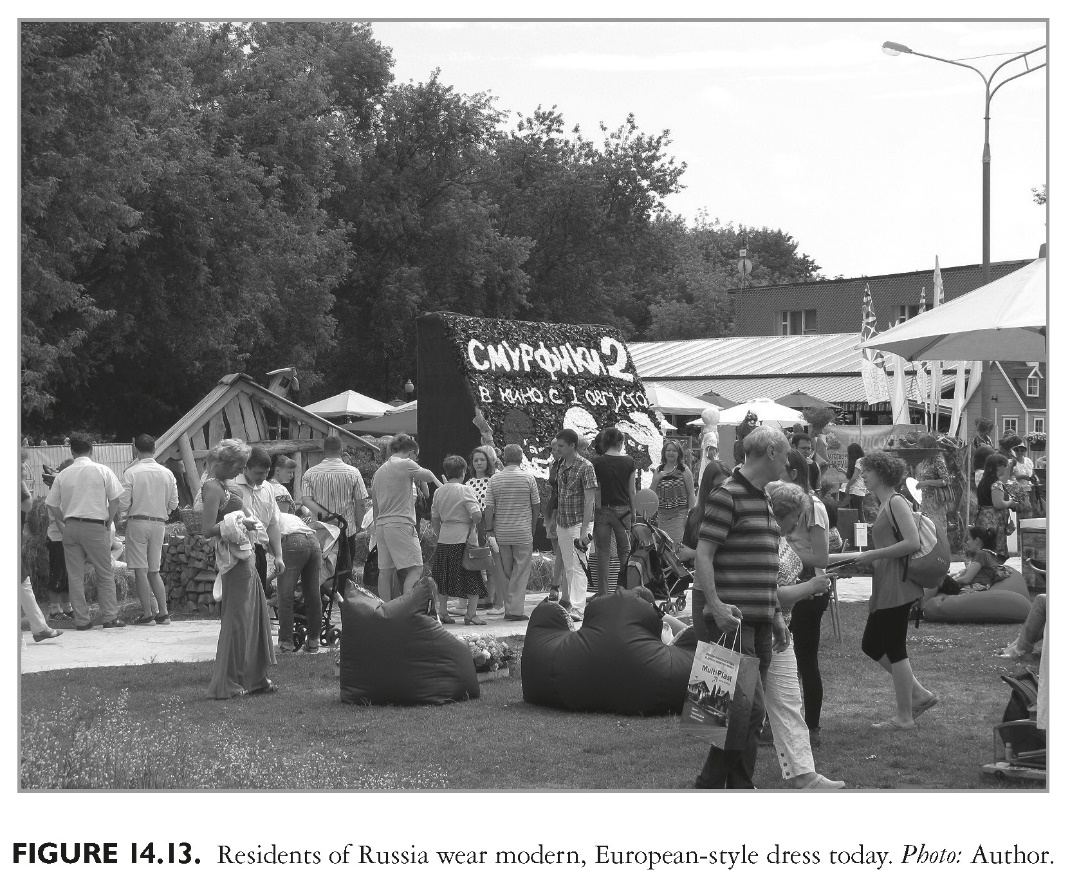 СМУРФИКИ 2
В КИНО С 1 августа
MultiPlast
FIGURE 14.13. Residents of Russia wear modern, European-style dress today. Photo: Author.